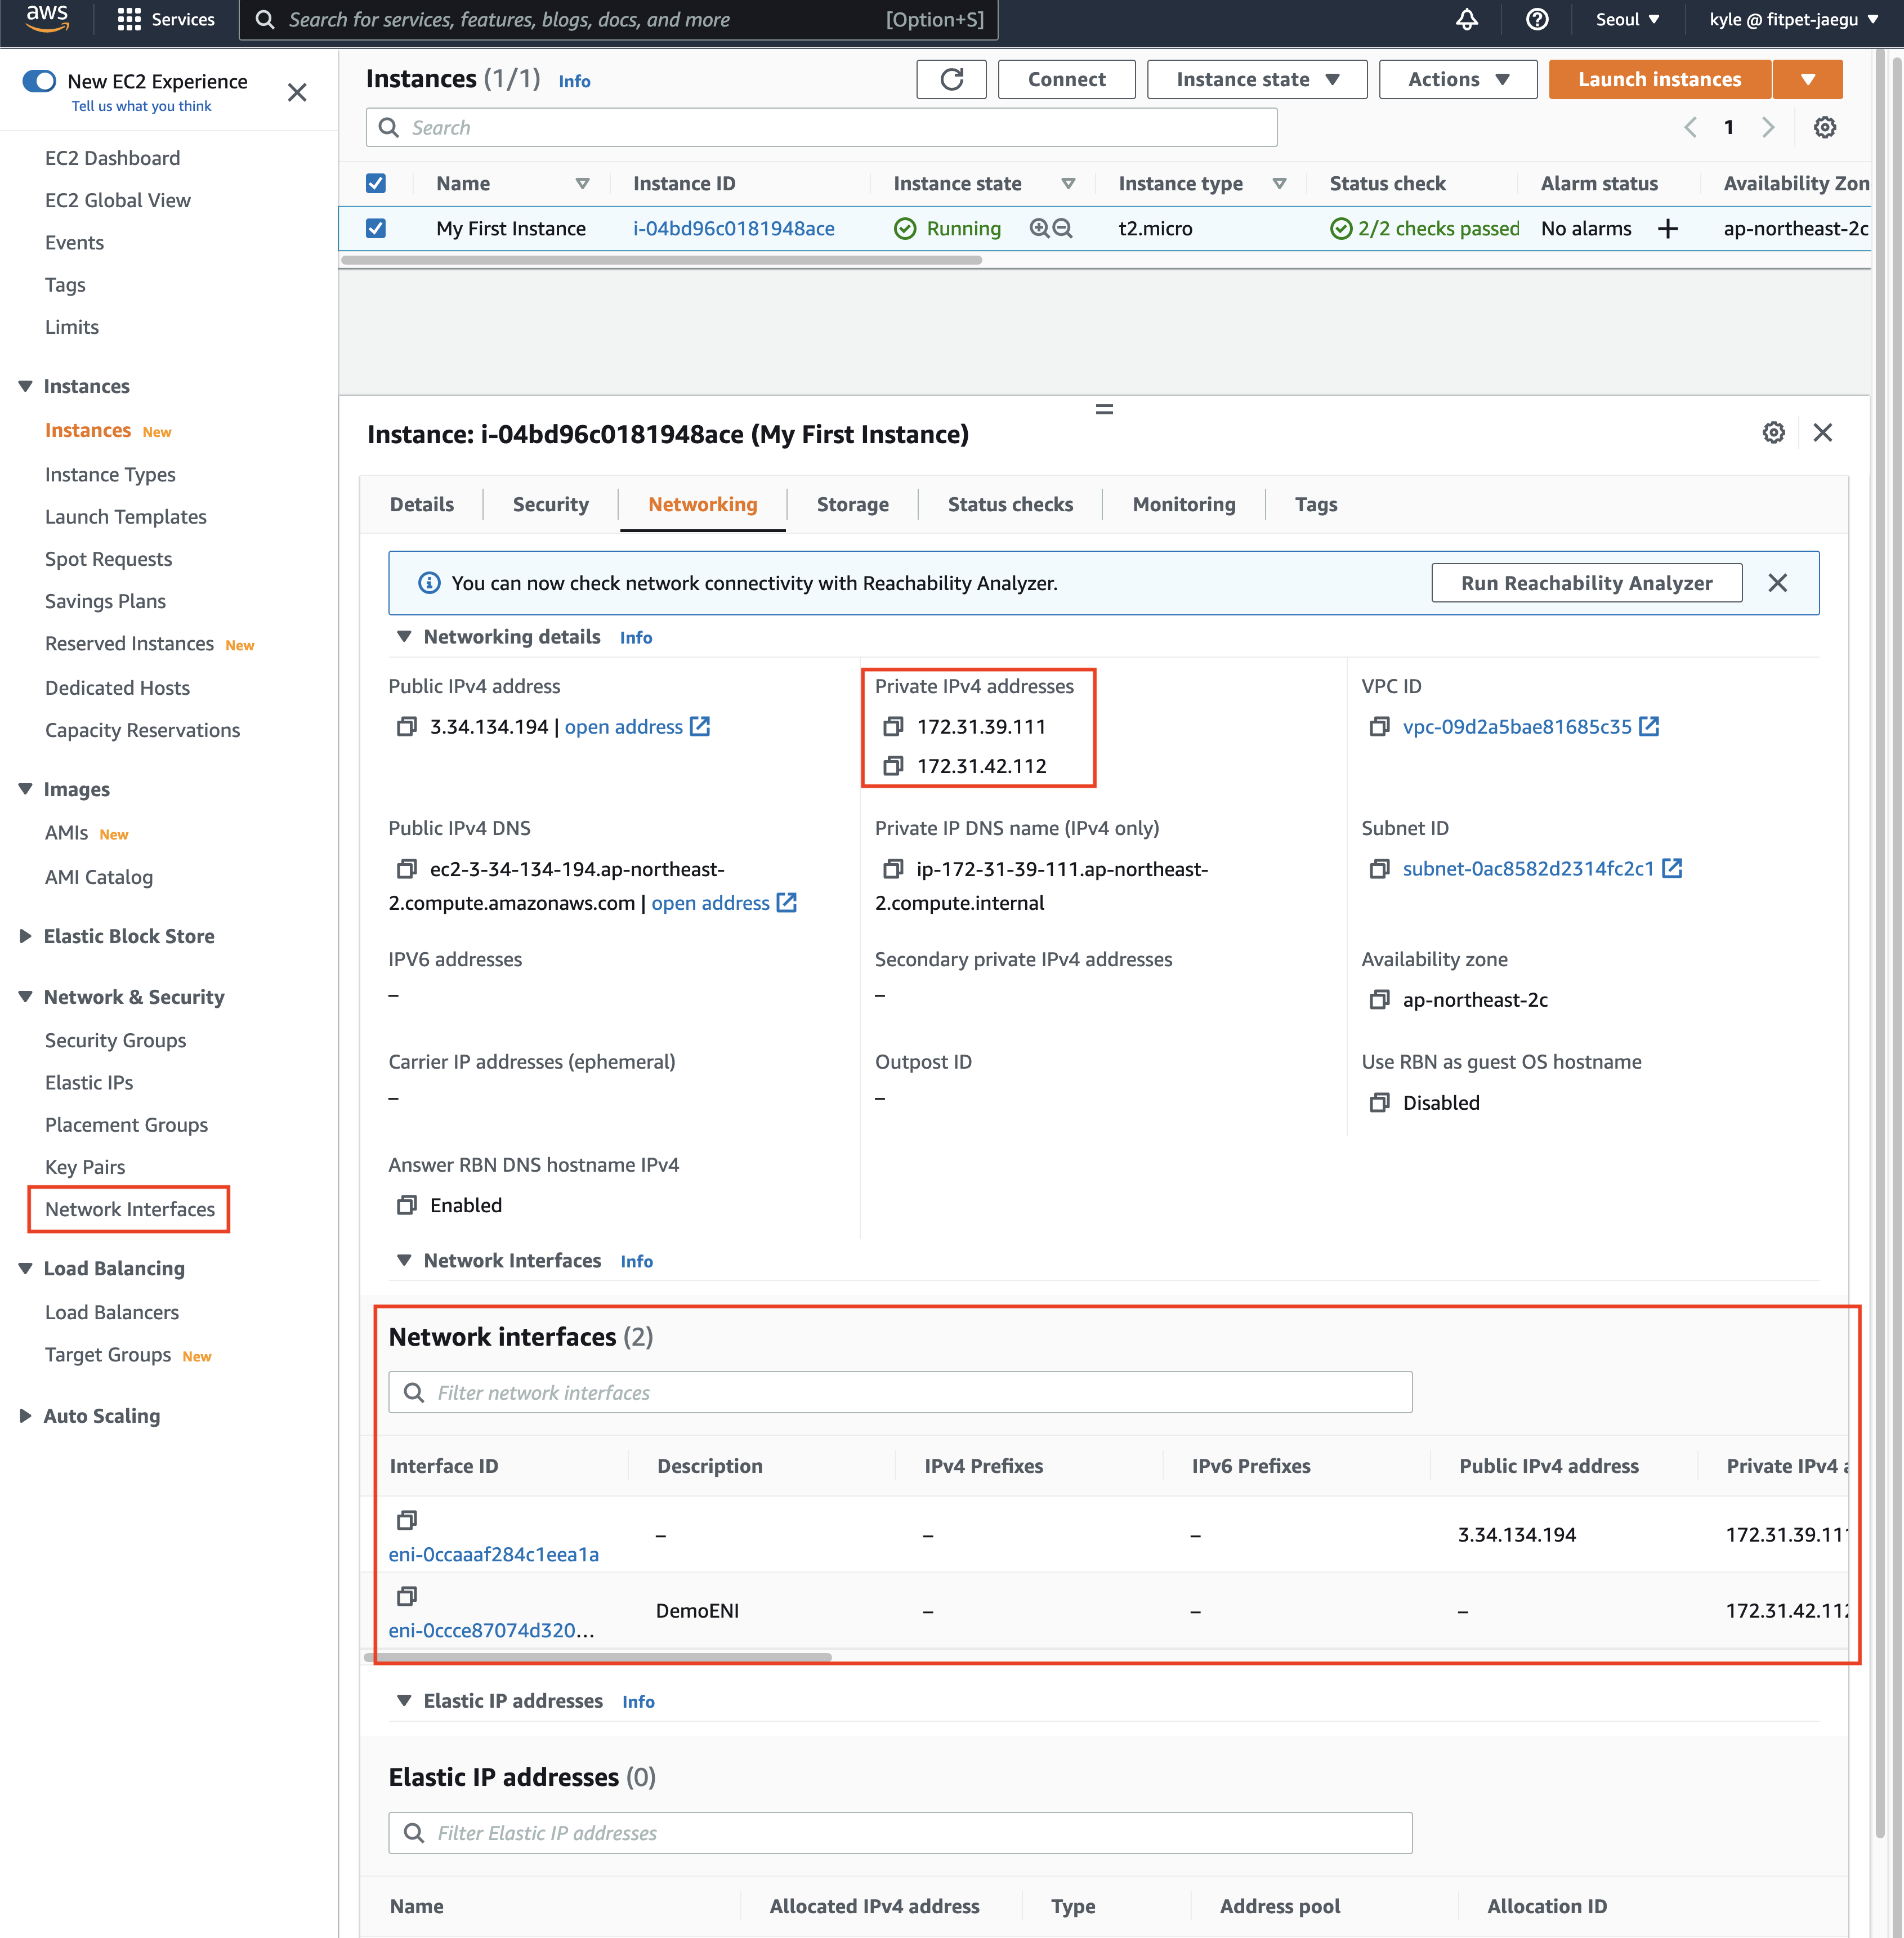 aws
Services
Search for services, features, blogs, docs, and more [Option+S]
Seoul
kyle @ fitpet-jaegu
New EC2 Experience
Tell us what you think
EC2 Dashboard
EC2 Global View
Events
Tags
Limits
Instances
Instances New
Instance Types
Launch Templates
Spot Requests
Savings Plans
Reserved Instances New
Dedicated Hosts
Capacity Reservations
Images
AMIs New
AMI Catalog
Elastic Block Store
Network & Security
Security Groups
Elastic IPs
Placement Groups
Key Pairs
Network Interfaces
Load Balancing
Load Balancers
Target Groups New
Auto Scaling
Instances (1/1) Info
Connect
Instance state
Actions
Launch instances
Search
1
Name Instance ID Instance state Instance type Status check Alarm status Availability Zon
My First Instance i-04bd96c0181948ace Running t2.micro 2/2 checks passed No alarms + ap-northeast-2c
Instance: i-04bd96c0181948ace (My First Instance)
Details Security Networking Storage Status checks Monitoring Tags
You can now check network connectivity with Reachability Analyzer.
Run Reachability Analyzer
Networking details Info
Public IPv4 address
3.34.134.194 | open address
Private IPv4 addresses
172.31.39.111
172.31.42.112
VPC ID
vpc-09d2a5bae81685c35
Public IPv4 DNS
ec2-3-34-134-194.ap-northeast-
2.compute.amazonaws.com | open address
Private IP DNS name (IPv4 only)
ip-172-31-39-111.ap-northeast-
2.compute.internal
Subnet ID
subnet-0ac8582d2314fc2c1
IPV6 addresses
–
Secondary private IPv4 addresses
–
Availability zone
ap-northeast-2c
Carrier IP addresses (ephemeral)
–
Outpost ID
–
Use RBN as guest OS hostname
Disabled
Answer RBN DNS hostname IPv4
Enabled
Network Interfaces Info
Network interfaces (2)
Filter network interfaces
Interface ID Description IPv4 Prefixes IPv6 Prefixes Public IPv4 address Private IPv4 a
eni-0ccaaaf284c1eea1a – – – 3.34.134.194 172.31.39.111
eni-0ccce87074d320... DemoENI – – – 172.31.42.112
Elastic IP addresses Info
Elastic IP addresses (0)
Filter Elastic IP addresses
Name Allocated IPv4 address Type Address pool Allocation ID